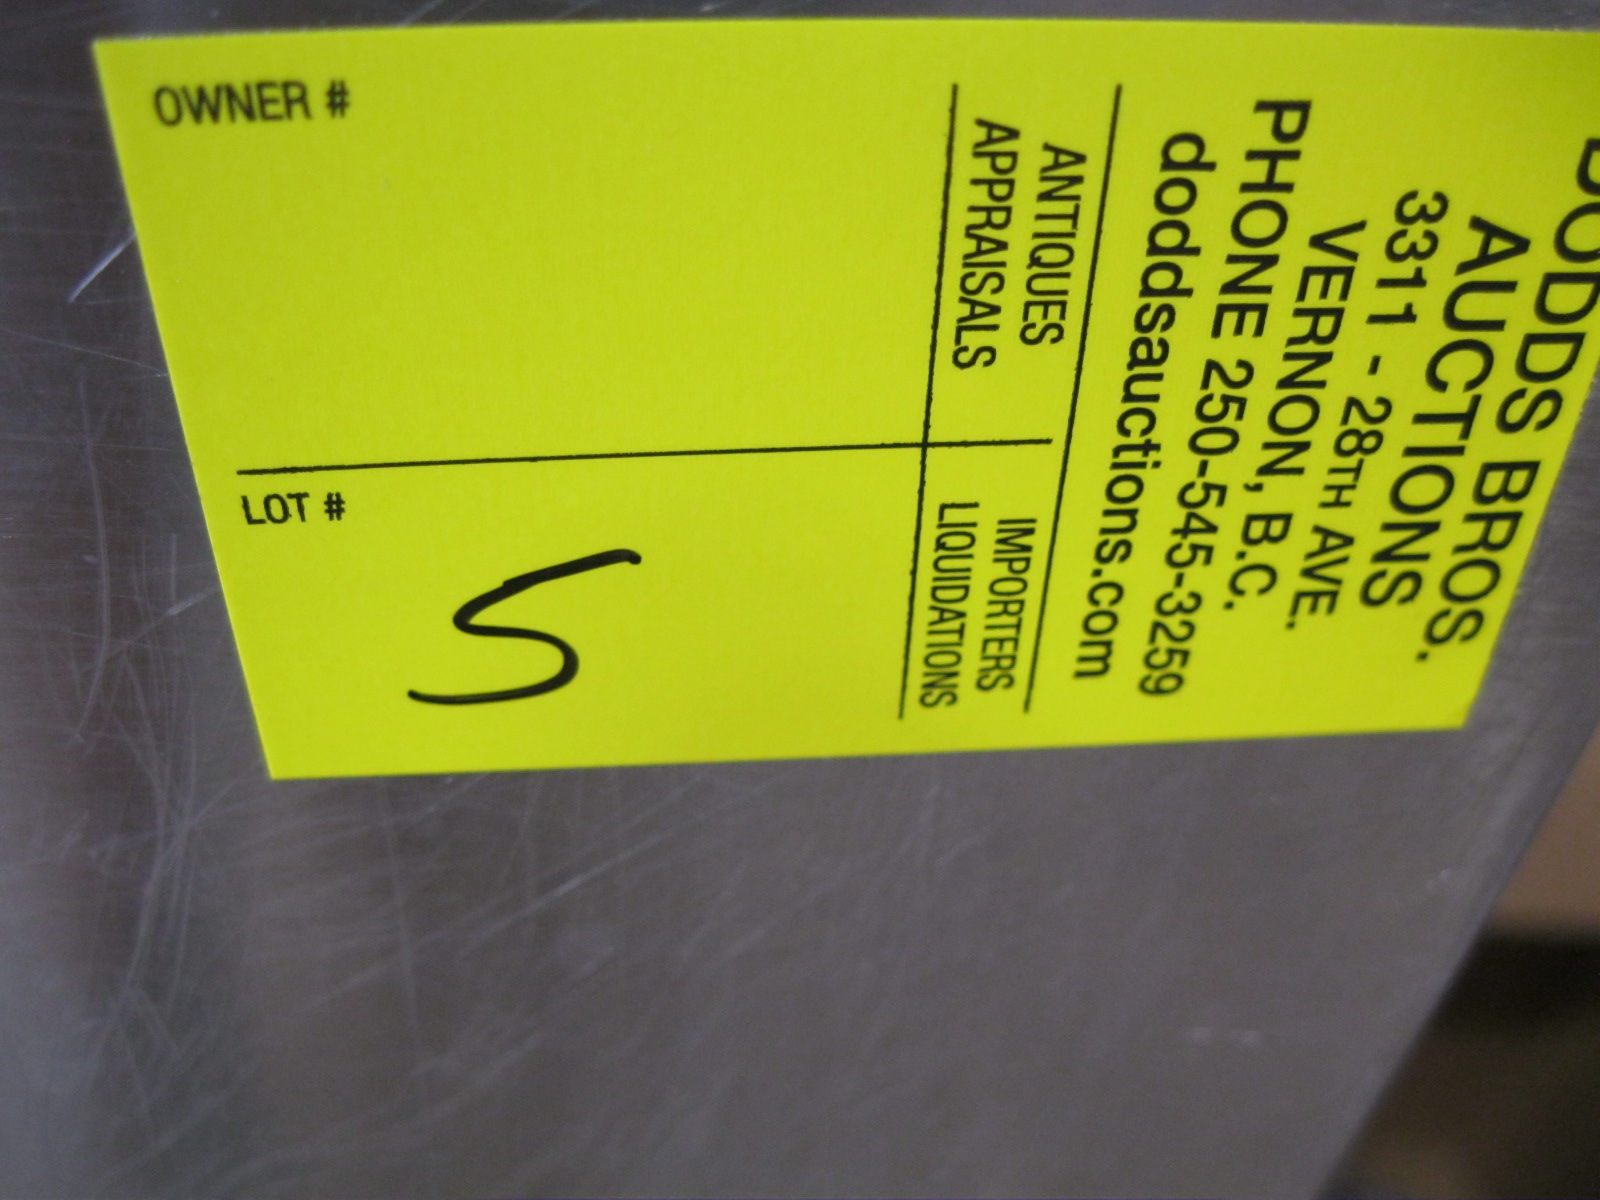 DODDS BROS.
AUCTIONS
3311 - 28TH AVE.
VERNON, B.C.
PHONE 250-545-3259
doddsauctions.com
ANTIQUES
APPRAISALS
IMPORTERS
LIQUIDATIONS
OWNER #
LOT #
5